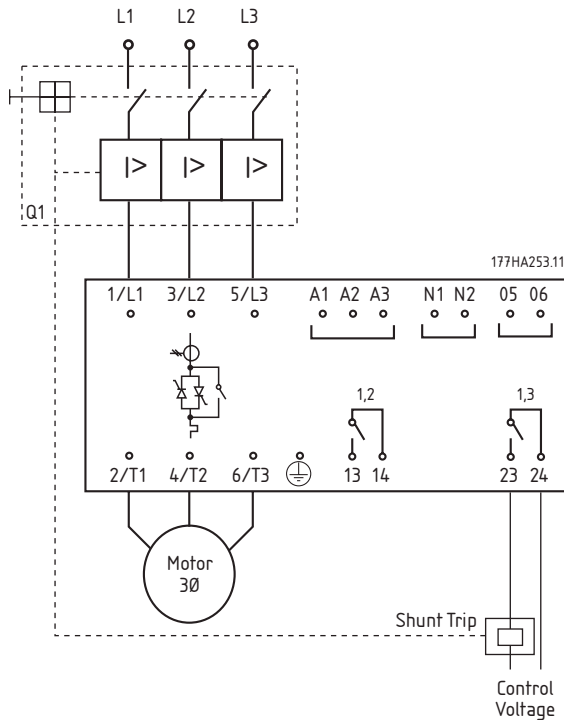 L1 L2 L3
I> I> I>
Q1
177HA253.11
1/L1 3/L2 5/L3 A1 A2 A3 N1 N2 05 06
1,2 1,3
2/T1 4/T2 6/T3 13 14 23 24
Motor
3Ø
Shunt Trip
Control
Voltage